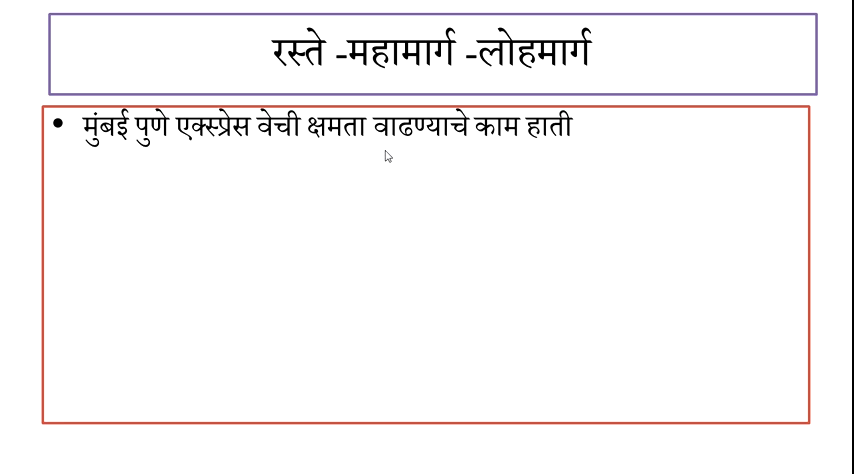 रस्ते -महामार्ग -लोहमार्ग
• मुंबई पुणे एक्स्प्रेस वेची क्षमता वाढण्याचे काम हाती